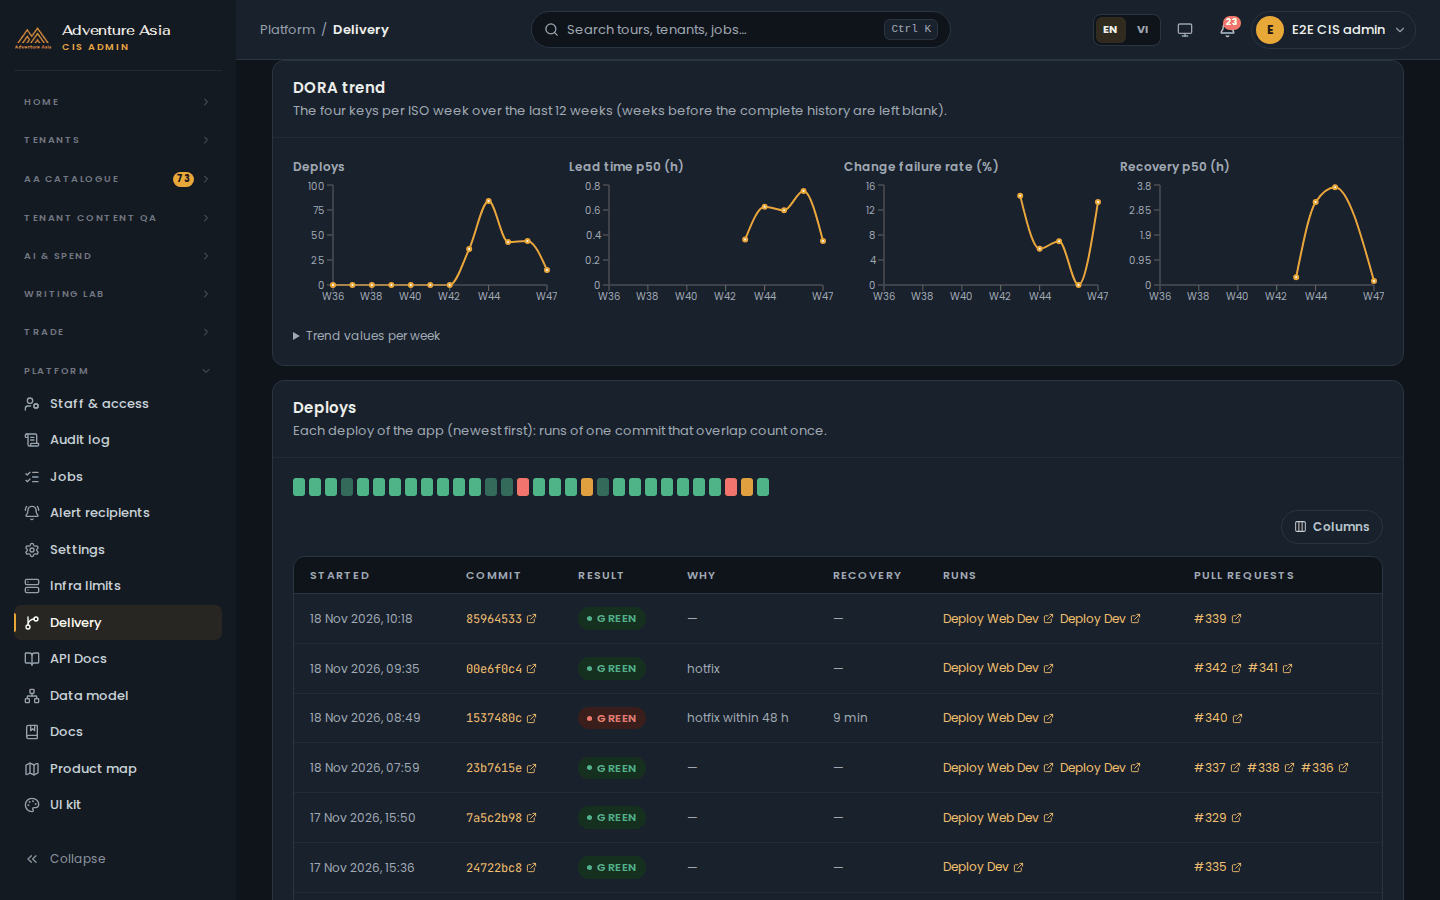 Adventure Asia
CIS ADMIN
Adventure Asia
Platform / Delivery
Search tours, tenants, jobs...
Ctrl K
EN VI
23
E
E2E CIS admin
HOME
TENANTS
AA CATALOGUE 73
TENANT CONTENT QA
AI & SPEND
WRITING LAB
TRADE
PLATFORM
Staff & access
Audit log
Jobs
Alert recipients
Settings
Infra limits
Delivery
API Docs
Data model
Docs
Product map
UI kit
Collapse
DORA trend
The four keys per ISO week over the last 12 weeks (weeks before the complete history are left blank).
Deploys
100
75
50
25
0
W36 W38 W40 W42 W44 W47
Lead time p50 (h)
0.8
0.6
0.4
0.2
0
W36 W38 W40 W42 W44 W47
Change failure rate (%)
16
12
8
4
0
W36 W38 W40 W42 W44 W47
Recovery p50 (h)
3.8
2.85
1.9
0.95
0
W36 W38 W40 W42 W44 W47
Trend values per week
Deploys
Each deploy of the app (newest first): runs of one commit that overlap count once.
Columns
STARTED COMMIT RESULT WHY RECOVERY RUNS PULL REQUESTS
18 Nov 2026, 10:18 85964533 GREEN — — Deploy Web Dev Deploy Dev #339
18 Nov 2026, 09:35 00e6f0c4 GREEN hotfix — Deploy Web Dev #342 #341
18 Nov 2026, 08:49 1537480c GREEN hotfix within 48 h 9 min Deploy Web Dev #340
18 Nov 2026, 07:59 23b7615e GREEN — — Deploy Web Dev Deploy Dev #337 #338 #336
17 Nov 2026, 15:50 7a5c2b98 GREEN — — Deploy Web Dev #329
17 Nov 2026, 15:36 24722bc8 GREEN — — Deploy Dev #335